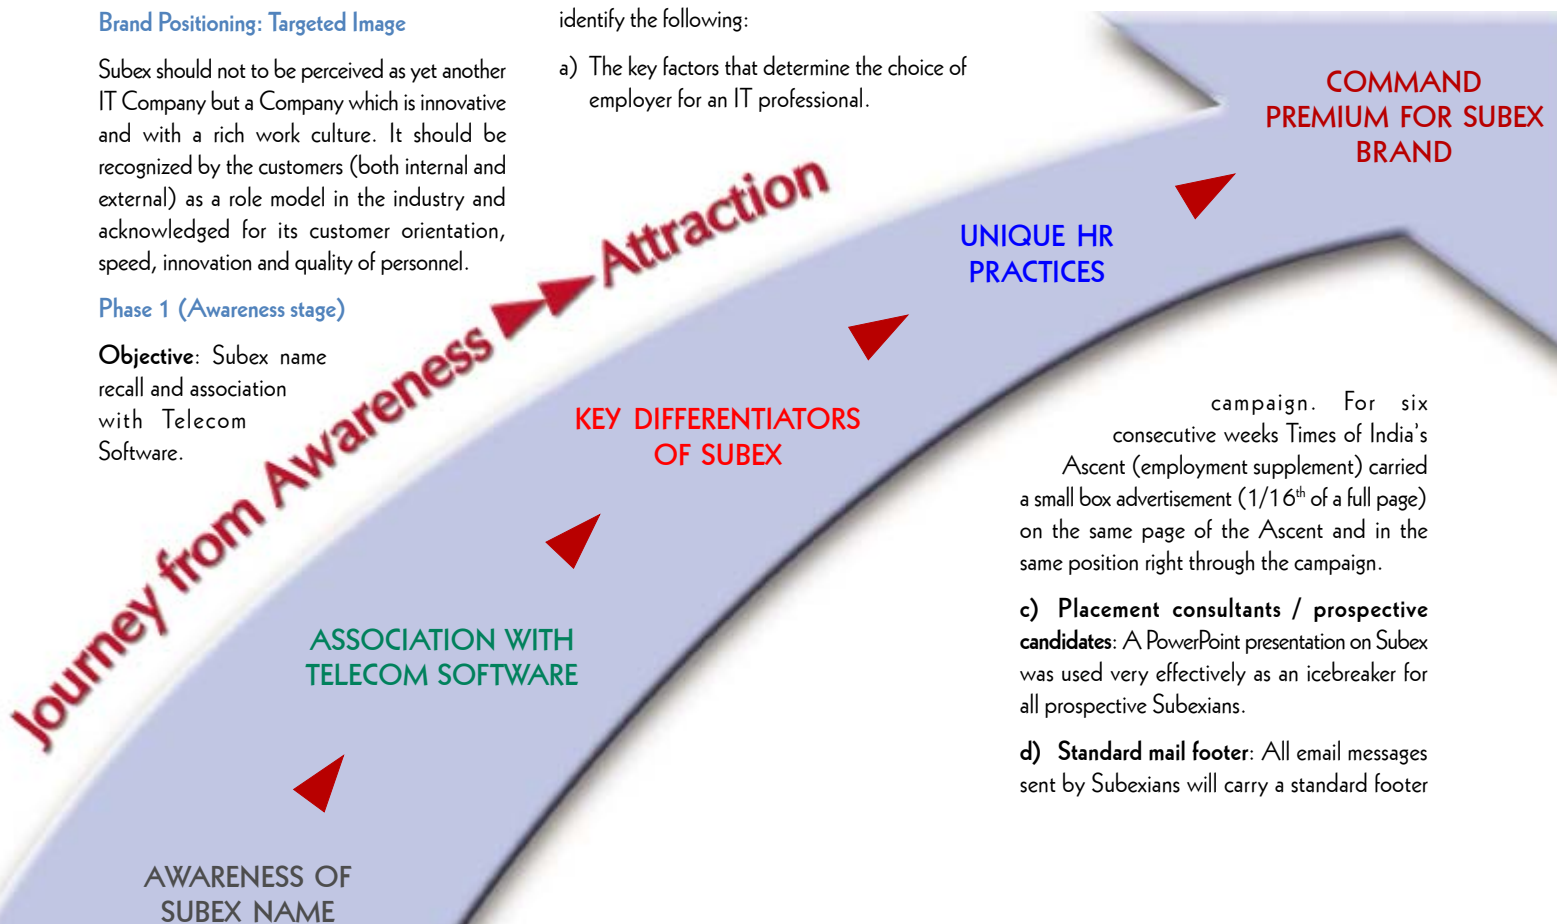 Brand Positioning: Targeted Image
Subex should not to be perceived as yet another
IT Company but a Company which is innovative
and with a rich work culture. It should be
recognized by the customers (both internal and
external) as a role model in the industry and
acknowledged for its customer orientation,
speed, innovation and quality of personnel.
Phase 1 (Awareness stage)
Objective: Subex name
recall and association
with Telecom
Software.
identify the following:
a) The key factors that determine the choice of
employer for an IT professional.
Journey from Awareness Attraction
AWARENESS OF
SUBEX NAME
ASSOCIATION WITH
TELECOM SOFTWARE
KEY DIFFERENTIATORS
OF SUBEX
UNIQUE HR
PRACTICES
COMMAND
PREMIUM FOR SUBEX
BRAND
campaign. For six
consecutive weeks Times of India's
Ascent (employment supplement) carried
a small box advertisement (1/16th of a full page)
on the same page of the Ascent and in the
same position right through the campaign.
c) Placement consultants / prospective
candidates: A PowerPoint presentation on Subex
was used very effectively as an icebreaker for
all prospective Subexians.
d) Standard mail footer: All email messages
sent by Subexians will carry a standard footer